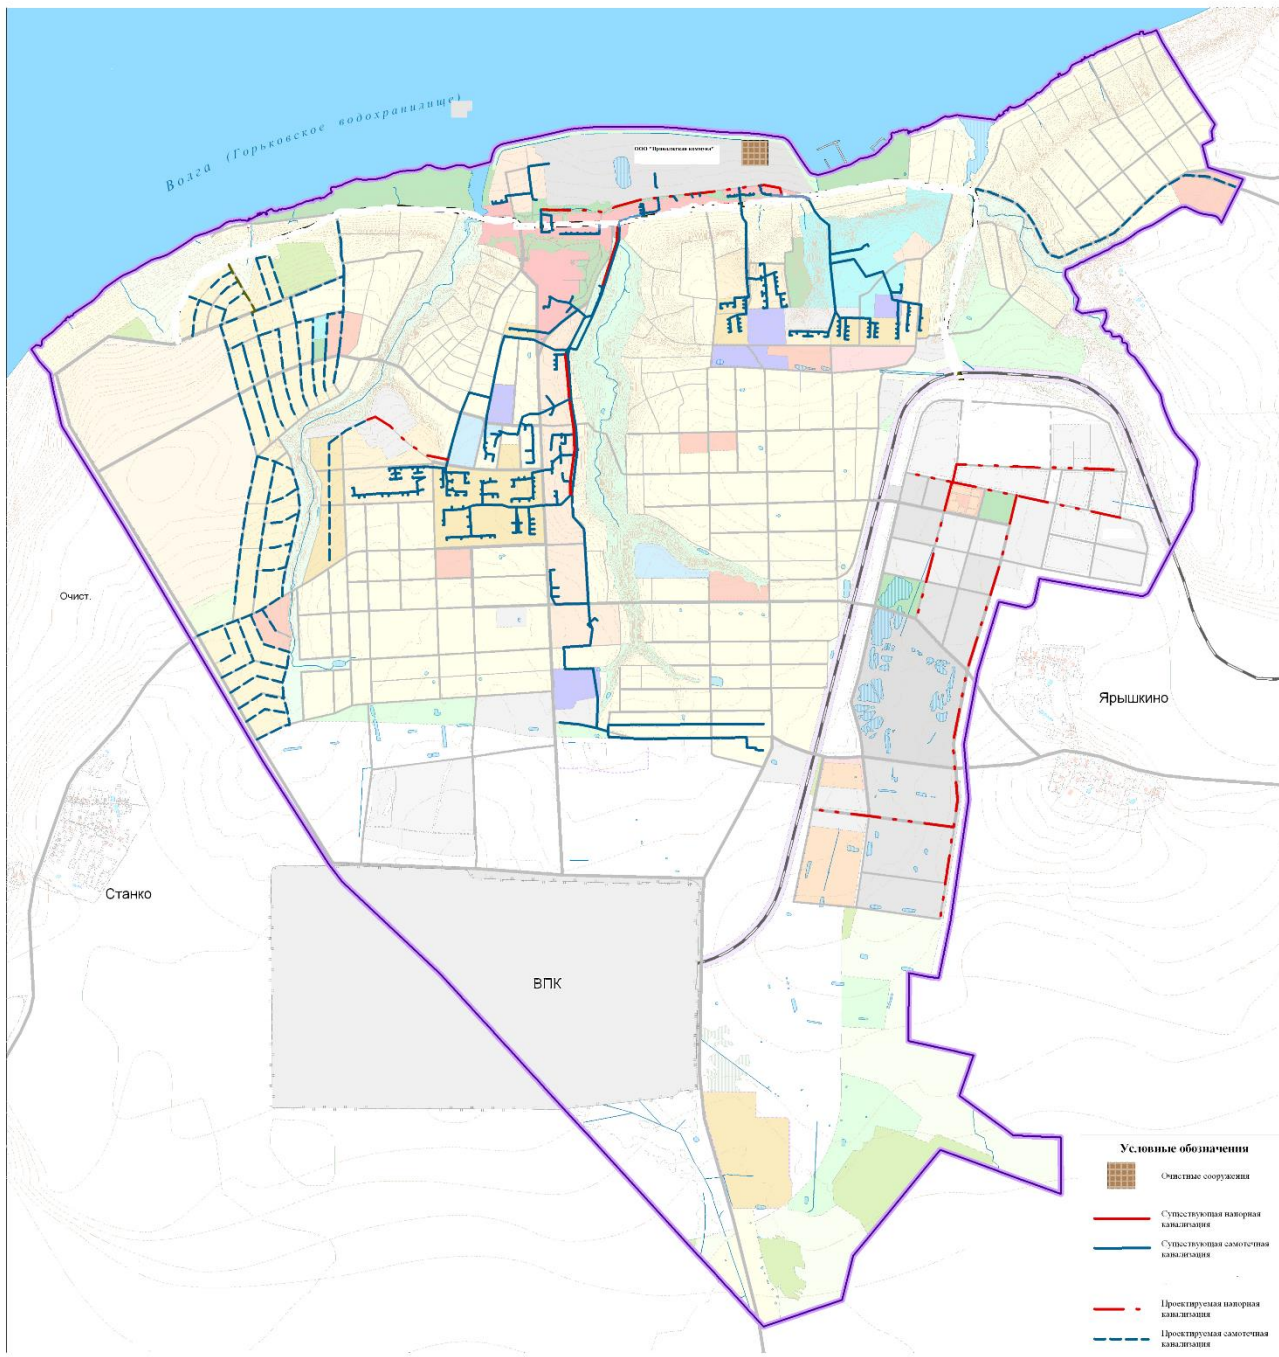 Волга (Горьковское водохранилище)
ООО "Приволжская коммуна"
Очист.
Ярышкино
Станко
ВПК
Условные обозначения
Очистные сооружения
Существующая напорная
канализация
Существующая самотечная
канализация
Проектируемая напорная
канализация
Проектируемая самотечная
канализация